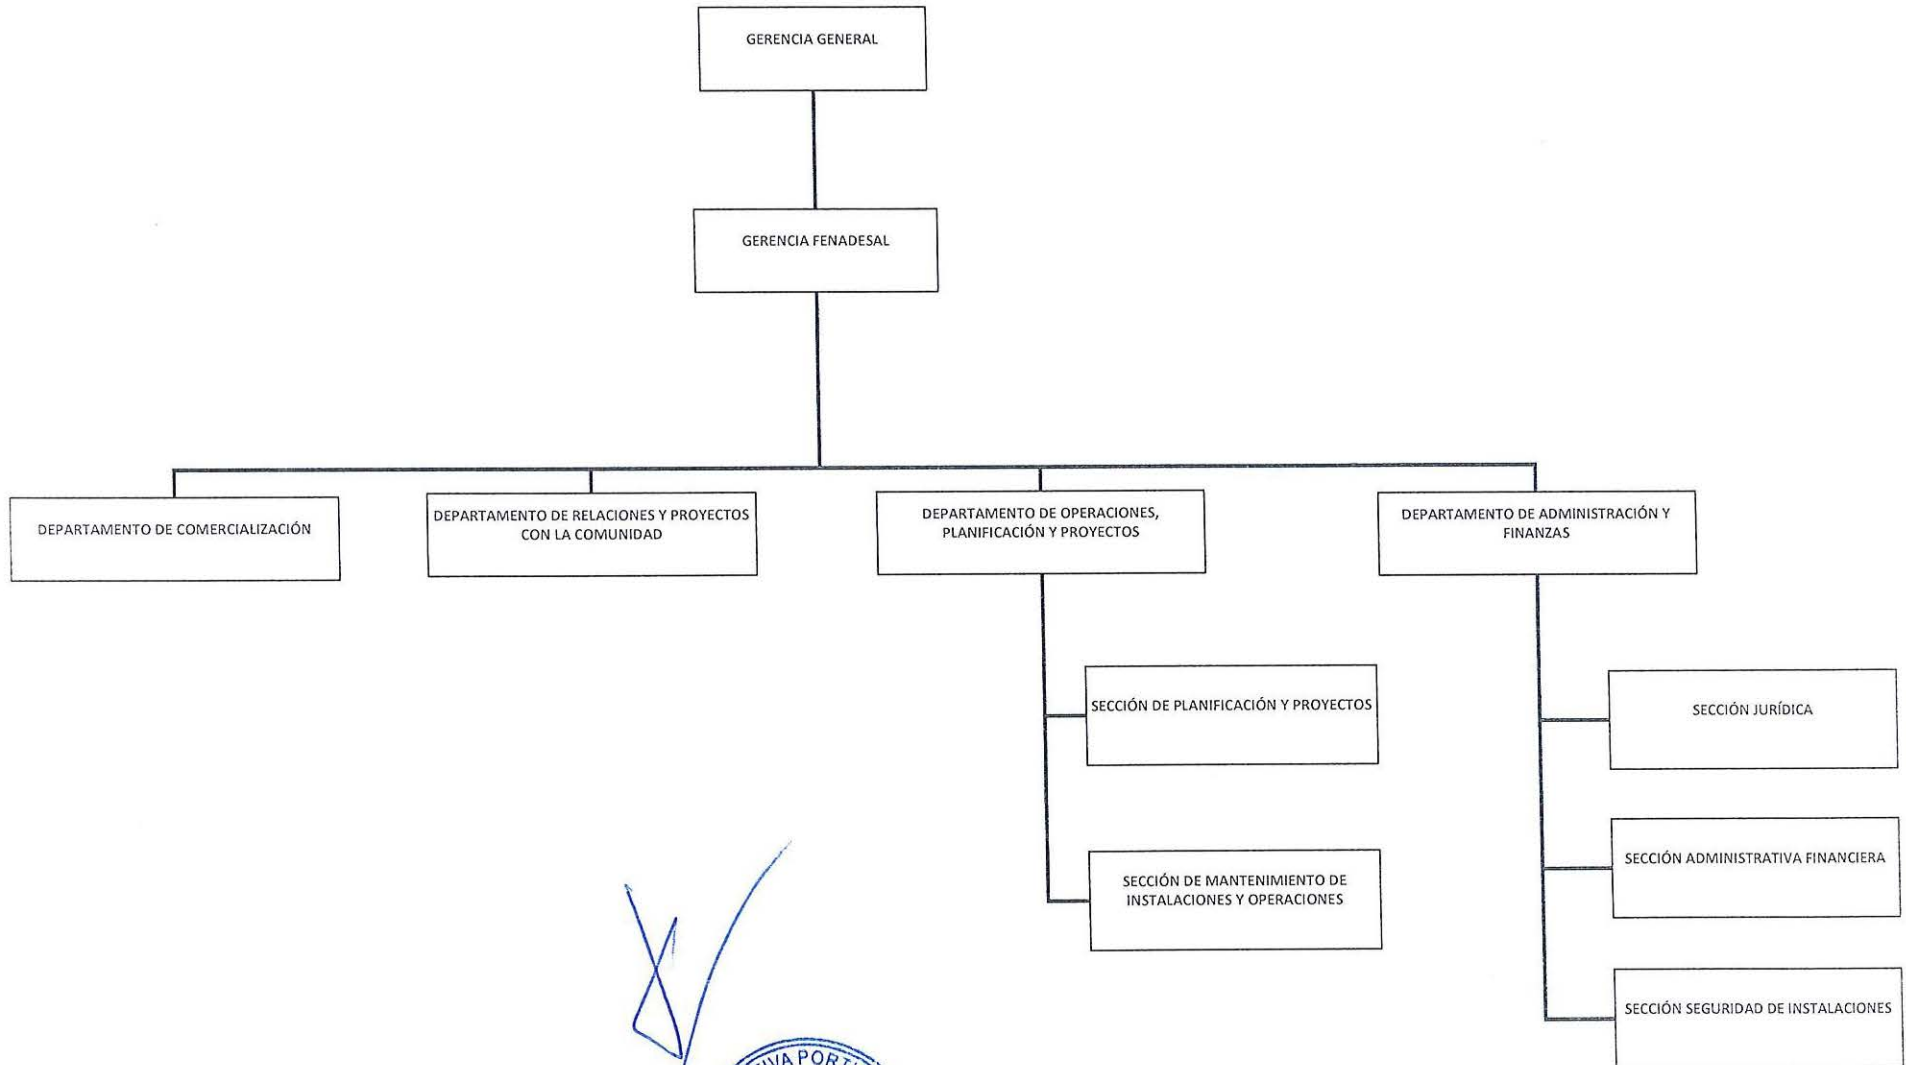 GERENCIA GENERAL
GERENCIA FENADESAL
DEPARTAMENTO DE COMERCIALIZACIÓN
DEPARTAMENTO DE RELACIONES Y PROYECTOS
CON LA COMUNIDAD
DEPARTAMENTO DE OPERACIONES,
PLANIFICACIÓN Y PROYECTOS
DEPARTAMENTO DE ADMINISTRACIÓN Y
FINANZAS
SECCIÓN DE PLANIFICACIÓN Y PROYECTOS
SECCIÓN DE MANTENIMIENTO DE
INSTALACIONES Y OPERACIONES
SECCIÓN JURÍDICA
SECCIÓN ADMINISTRATIVA FINANCIERA
SECCIÓN SEGURIDAD DE INSTALACIONES